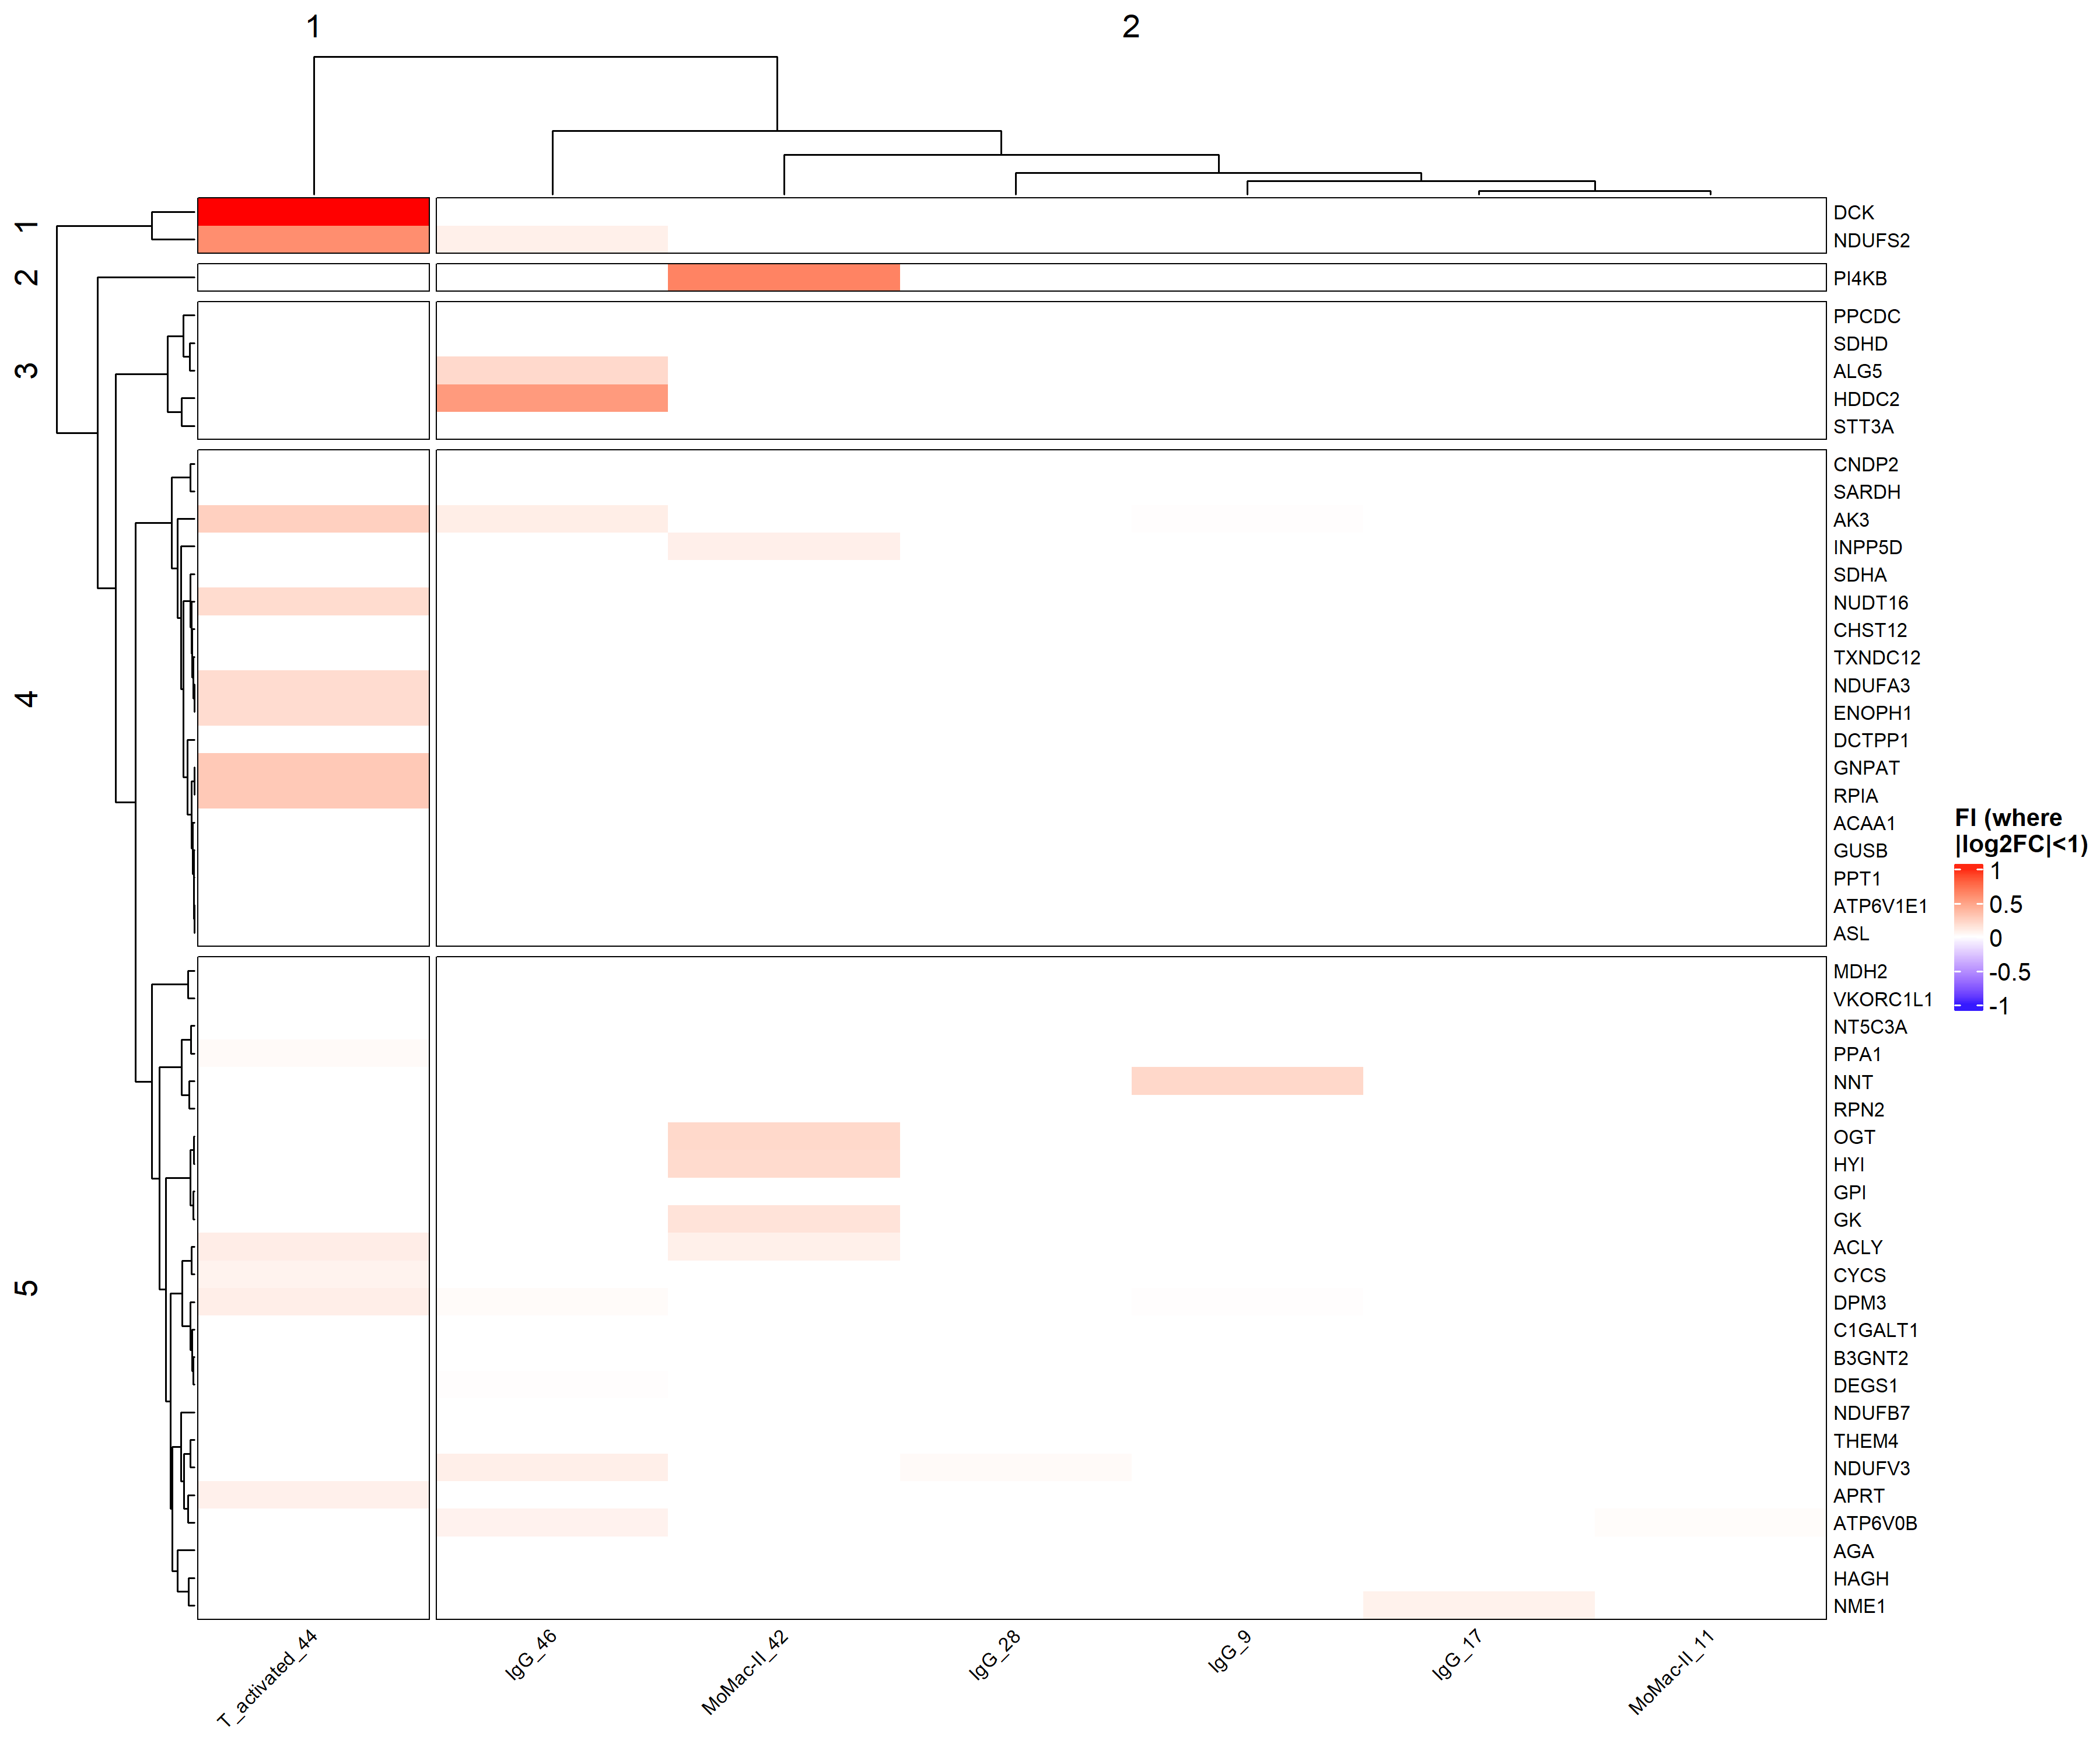 1
2
1
DCK
NDUFS2
2
PI4KB
3
PPCDC
SDHD
ALG5
HDDC2
STT3A
4
CNDP2
SARDH
AK3
INPP5D
SDHA
NUDT16
CHST12
TXNDC12
NDUFA3
ENOPH1
DCTPP1
GNPAT
RPIA
ACAA1
GUSB
PPT1
ATP6V1E1
ASL
5
MDH2
VKORC1L1
NT5C3A
PPA1
NNT
RPN2
OGT
HYI
GPI
GK
ACLY
CYCS
DPM3
C1GALT1
B3GNT2
DEGS1
NDUFB7
THEM4
NDUFV3
APRT
ATP6V0B
AGA
HAGH
NME1
FI (where
|log2FC|<1)
1
0.5
0
-0.5
-1
T_activated_44
IgG_46
MoMac-II_42
IgG_28
IgG_9
IgG_17
MoMac-II_11